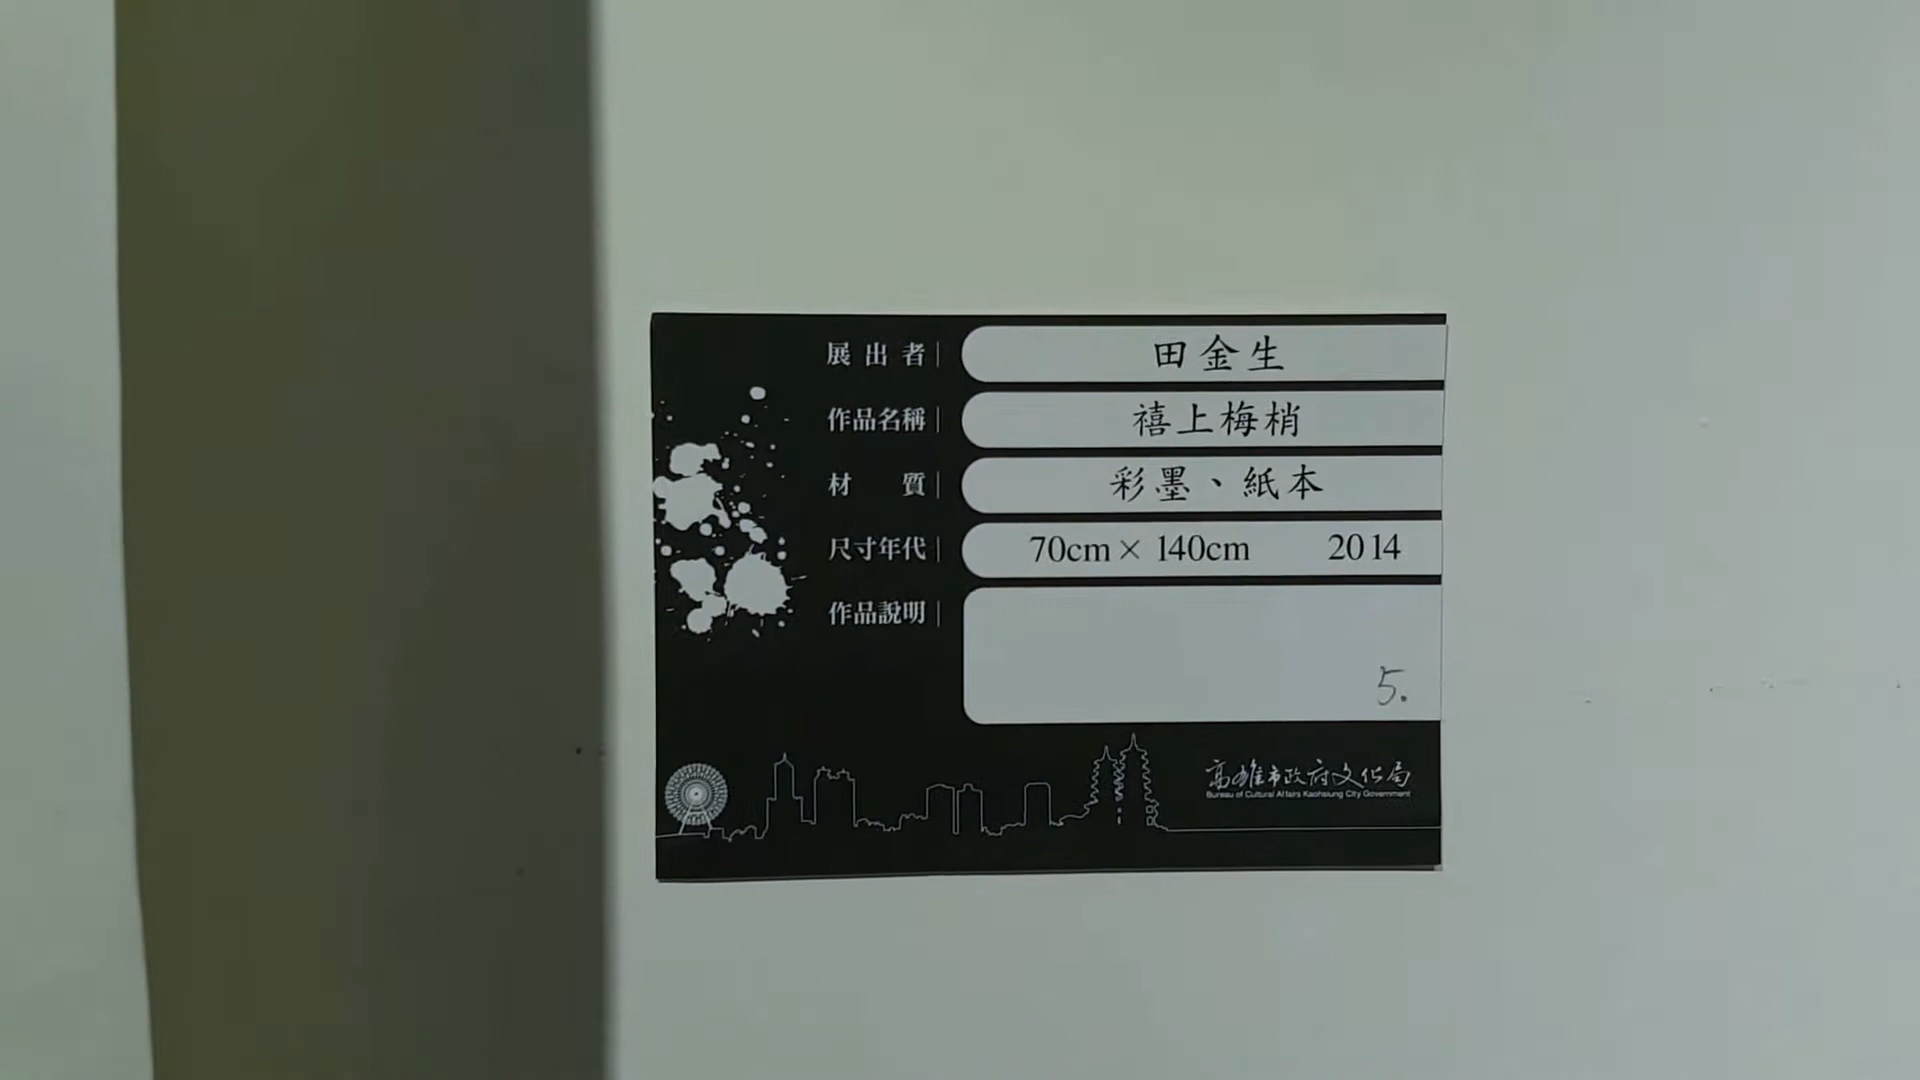 展出者| 田金生
作品名稱| 禧上梅梢
材質| 彩墨、紙本
尺寸年代| 70cm× 140cm 2014
作品說明|
5.
高雄市政府文化局
Bureau of Cultural Affairs Kaohsiung City Government